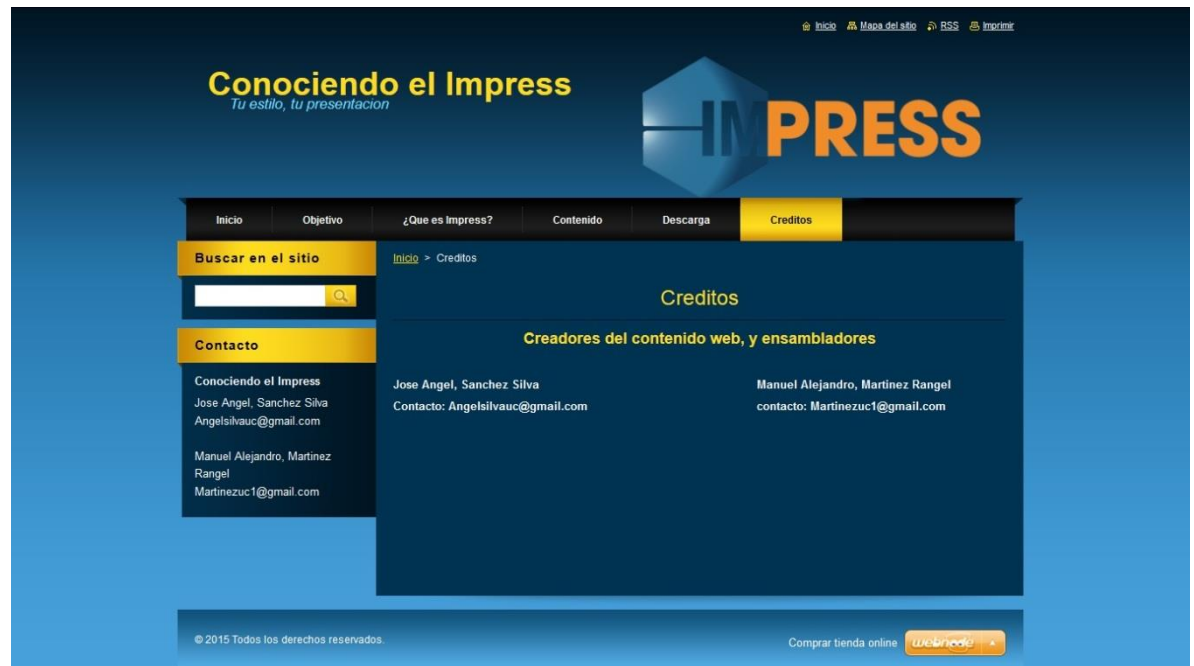 Inicio Mapa del sitio RSS Imprimir
Conociendo el Impress
Tu estilo, tu presentacion
IMPRESS
Inicio Objetivo ¿Que es Impress? Contenido Descarga Creditos
Buscar en el sitio
Inicio > Creditos
Creditos
Creadores del contenido web, y ensambladores
Contacto
Conociendo el Impress
Jose Angel, Sanchez Silva
Angelsilvauc@gmail.com
Manuel Alejandro, Martinez
Rangel
Martinezuc1@gmail.com
Jose Angel, Sanchez Silva
Contacto: Angelsilvauc@gmail.com
Manuel Alejandro, Martinez Rangel
contacto: Martinezuc1@gmail.com
© 2015 Todos los derechos reservados.
Comprar tienda online webnode